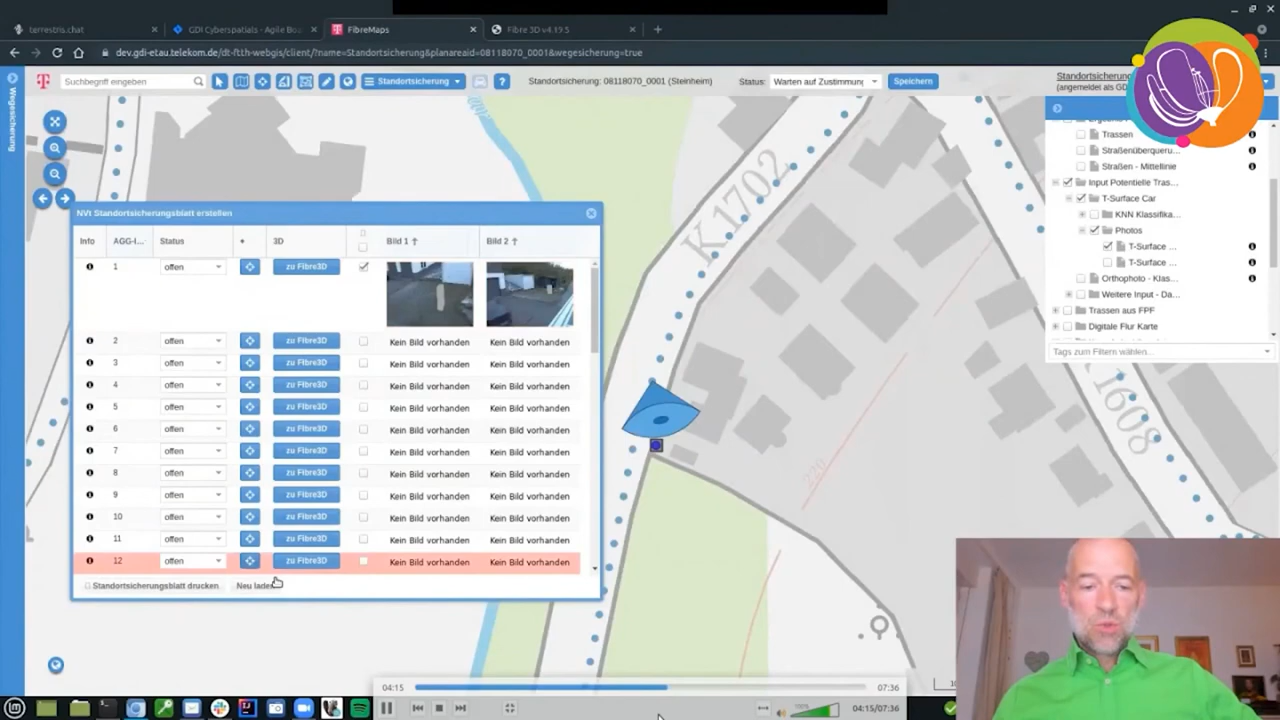 terrestris.chat
GDI Cyberspatials - Agile Boa
FibreMaps
Fibre 3D v4.19.5
dev.gdi-et.au.telekom.de/dt-ftth-webgis/client/?name=Standortsicherung&planareaid=08118070_0001&wegesicherung=true
T
Suchbegriff eingeben
Standortsicherung
?
Standortsicherung: 08118070_0001 (Steinheim)
Status:
Warten auf Zustimmung
Speichern
Standortsicherung
(angemeldet als GD
Wegesicherung
Trassen
Straßenüberqueru...
Straßen - Mittellinie
Input Potentielle Tras...
T-Surface Car
KNN Klassifika...
Photos
T-Surface ...
T-Surface ...
Orthophoto - Klas...
Weitere Input - Da...
Trassen aus FPF
Digitale Flur Karte
Tags zum Filtern wählen...
K 1702
1608
220
NVt Standortsicherungsblatt erstellen
Info AGG-I... Status 3D Bild 1 Bild 2
1 offen zu Fibre3D
2 offen zu Fibre3D Kein Bild vorhanden Kein Bild vorhanden
3 offen zu Fibre3D Kein Bild vorhanden Kein Bild vorhanden
4 offen zu Fibre3D Kein Bild vorhanden Kein Bild vorhanden
5 offen zu Fibre3D Kein Bild vorhanden Kein Bild vorhanden
6 offen zu Fibre3D Kein Bild vorhanden Kein Bild vorhanden
7 offen zu Fibre3D Kein Bild vorhanden Kein Bild vorhanden
8 offen zu Fibre3D Kein Bild vorhanden Kein Bild vorhanden
9 offen zu Fibre3D Kein Bild vorhanden Kein Bild vorhanden
10 offen zu Fibre3D Kein Bild vorhanden Kein Bild vorhanden
11 offen zu Fibre3D Kein Bild vorhanden Kein Bild vorhanden
12 offen zu Fibre3D Kein Bild vorhanden Kein Bild vorhanden
Standortsicherungsblatt drucken
Neu laden
04:15
07:36
100%
04:15/07:36